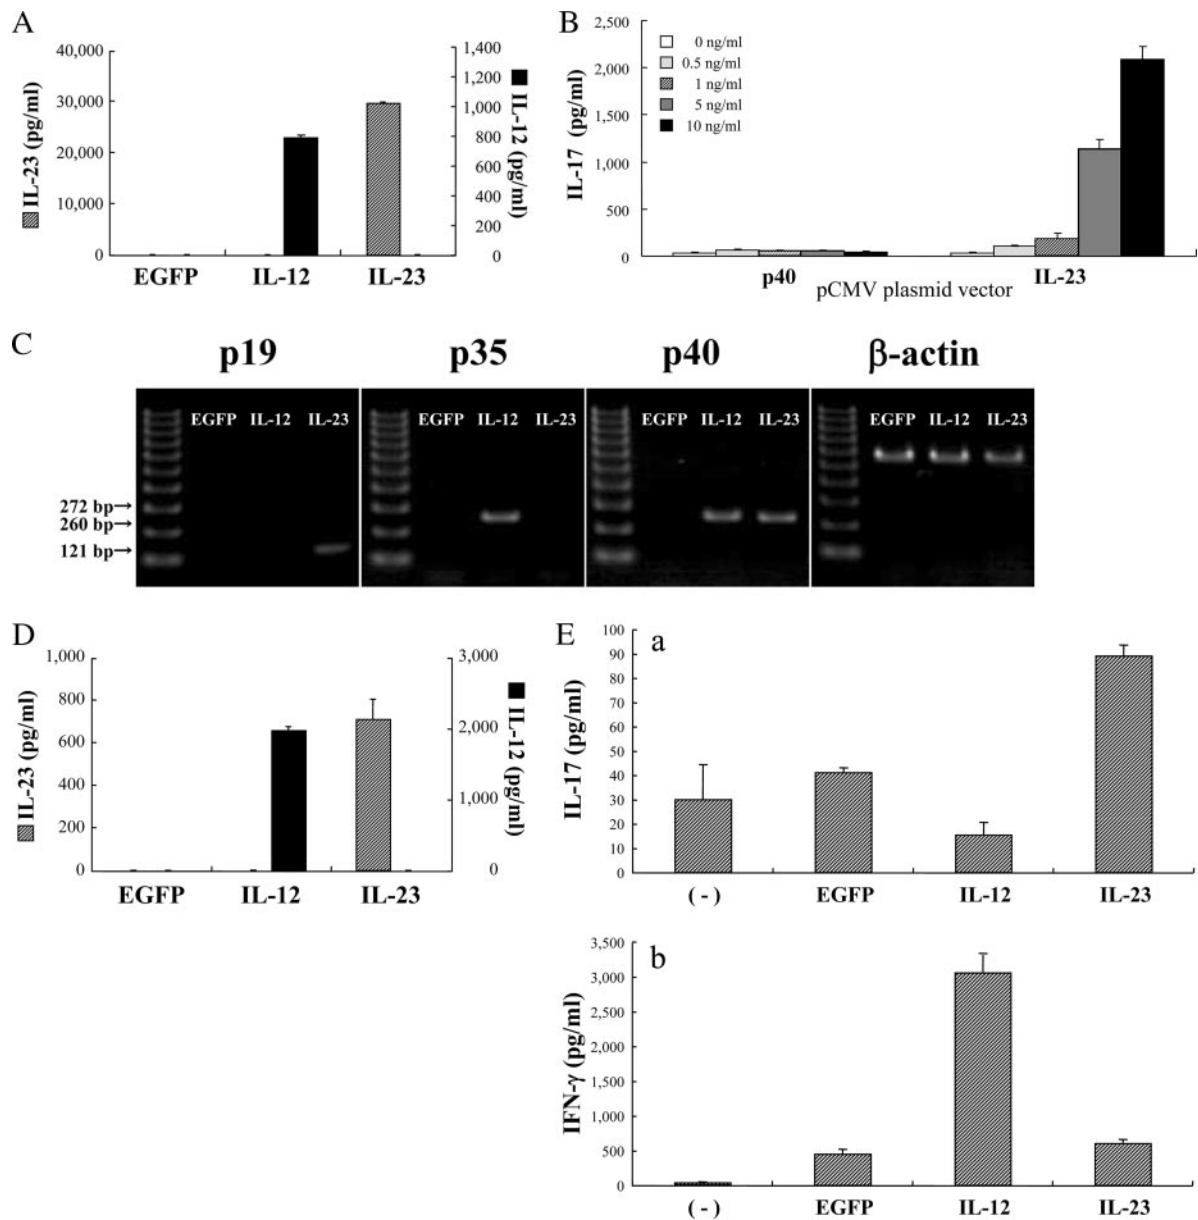 A
IL-23 (pg/ml)
40,000
30,000
20,000
10,000
0
1,400
1,200
1,000
800
600
400
200
0
IL-12 (pg/ml)
EGFP IL-12 IL-23
B
IL-17 (pg/ml)
2,500
2,000
1,500
1,000
500
0
0 ng/ml
0.5 ng/ml
1 ng/ml
5 ng/ml
10 ng/ml
p40 IL-23
pCMV plasmid vector
C
p19 p35 p40 β-actin
EGFP IL-12 IL-23 EGFP IL-12 IL-23 EGFP IL-12 IL-23 EGFP IL-12 IL-23
272 bp→
260 bp→
121 bp→
D
IL-23 (pg/ml)
1,000
800
600
400
200
0
3,000
2,000
1,000
0
IL-12 (pg/ml)
EGFP IL-12 IL-23
E
a
IL-17 (pg/ml)
100
90
80
70
60
50
40
30
20
10
0
(-) EGFP IL-12 IL-23
b
IFN-γ (pg/ml)
3,500
3,000
2,500
2,000
1,500
1,000
500
0
(-) EGFP IL-12 IL-23